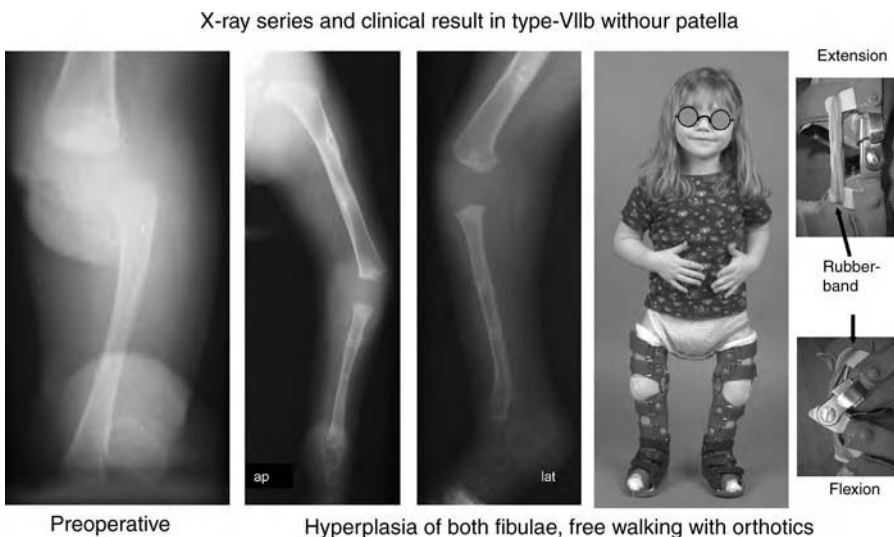 X-ray series and clinical result in type-VIIb withour patella
Extension
Rubber-
band
ap
lat
Flexion
Preoperative
Hyperplasia of both fibulae, free walking with orthotics